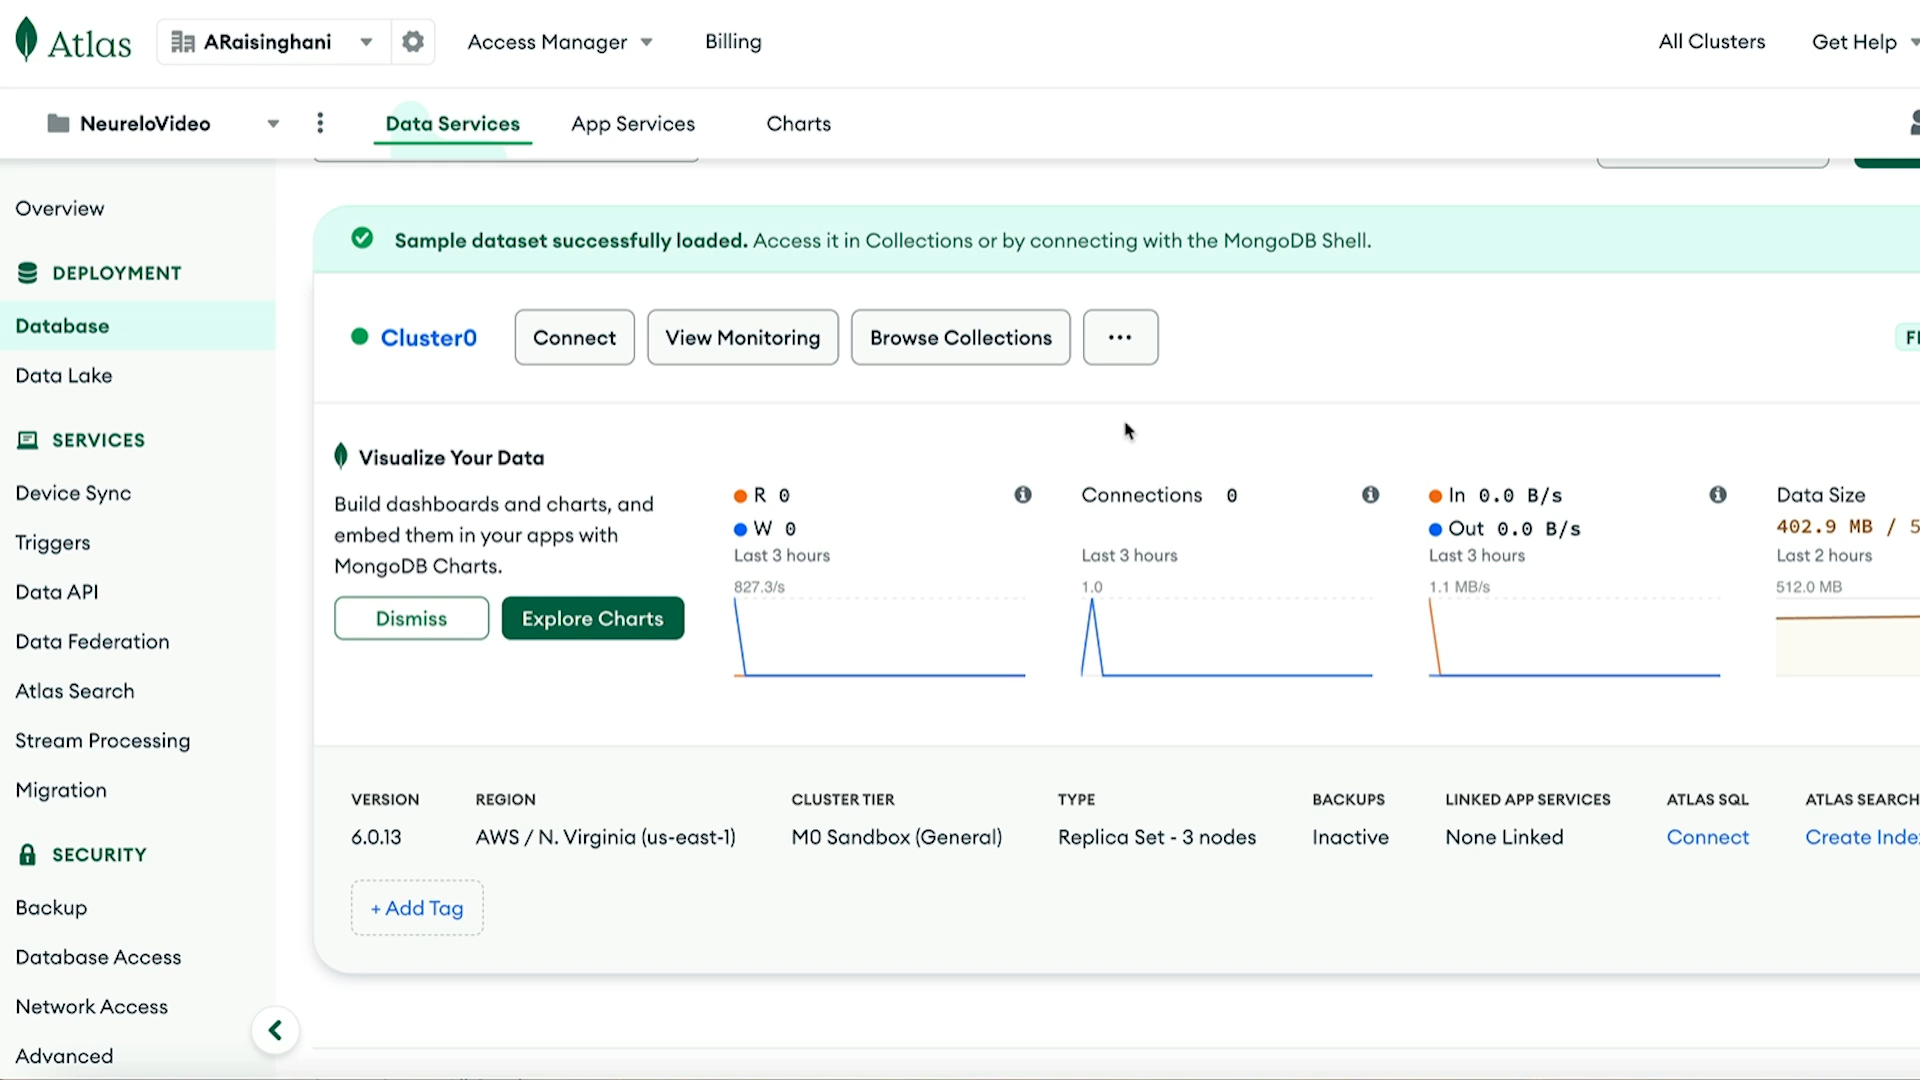 Atlas
ARaisinghani
Access Manager
Billing
All Clusters
Get Help
NeureloVideo
Data Services
App Services
Charts
Overview
DEPLOYMENT
Database
Data Lake
SERVICES
Device Sync
Triggers
Data API
Data Federation
Atlas Search
Stream Processing
Migration
SECURITY
Backup
Database Access
Network Access
Advanced
Sample dataset successfully loaded. Access it in Collections or by connecting with the MongoDB Shell.
Cluster0
Connect
View Monitoring
Browse Collections
...
Visualize Your Data
Build dashboards and charts, and
embed them in your apps with
MongoDB Charts.
Dismiss
Explore Charts
R 0
W 0
Last 3 hours
827.3/s
Connections 0
Last 3 hours
1.0
In 0.0 B/s
Out 0.0 B/s
Last 3 hours
1.1 MB/s
Data Size
402.9 MB / 5
Last 2 hours
512.0 MB
VERSION REGION CLUSTER TIER TYPE BACKUPS LINKED APP SERVICES ATLAS SQL ATLAS SEARCH
6.0.13 AWS / N. Virginia (us-east-1) M0 Sandbox (General) Replica Set - 3 nodes Inactive None Linked Connect Create
+ Add Tag